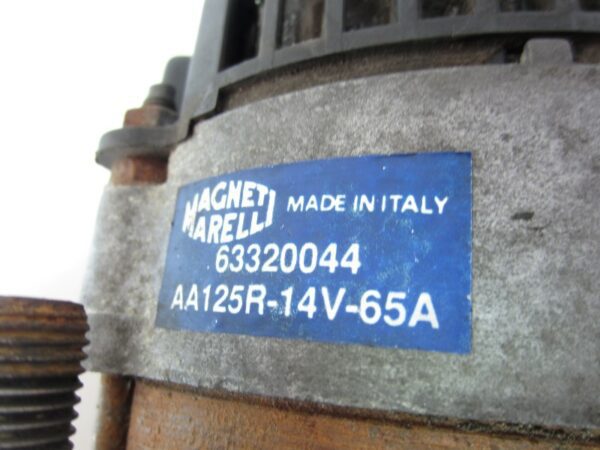 MAGNETI MARELLI MADE IN ITALY
63320044
AA125R-14V-65A